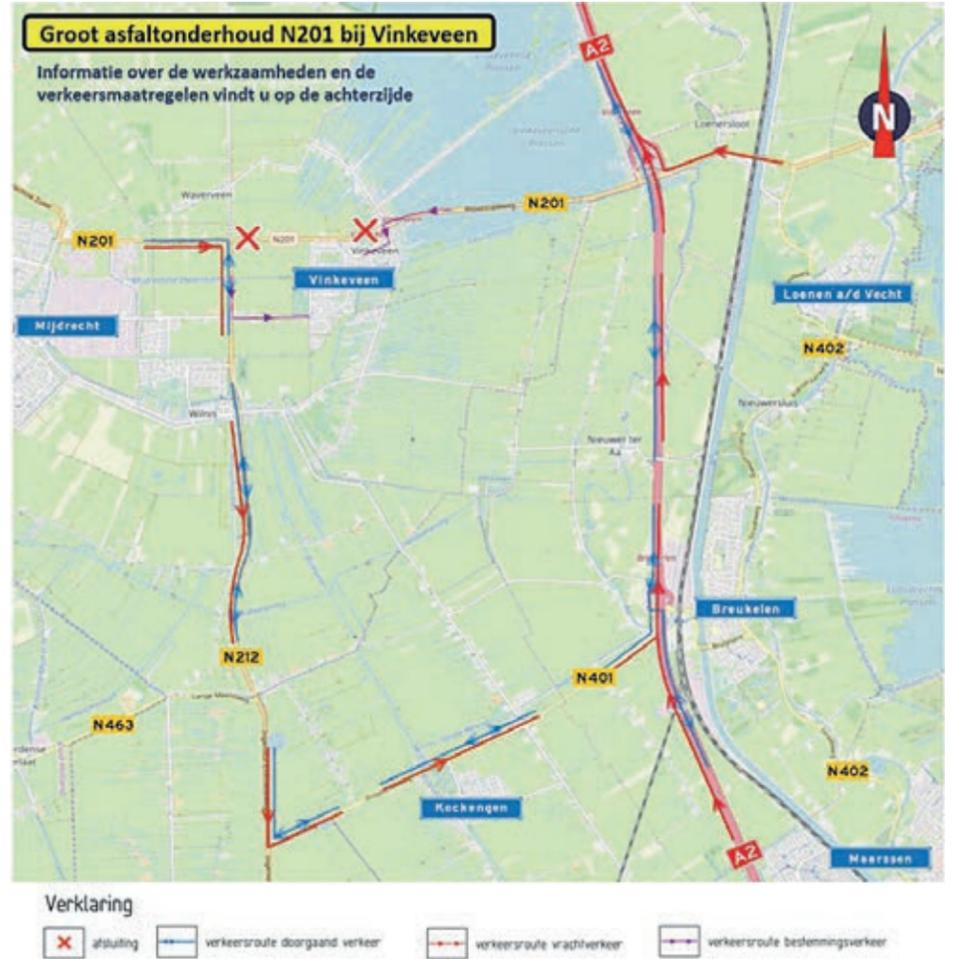 Groot asfaltonderhoud N201 bij Vinkeveen
Informatie over de werkzaamheden en de
verkeersmaatregelen vindt u op de achterzijde
A2
N
Loenersloot
Waverveen
N201
N201
N201
Vinkeveen
Vinkeveen
Loenen a/d Vecht
Mijdrecht
N402
Nieuwersluis
Wilnis
Nieuwer ter
Aa
Breukelen
N212
N401
N463
N402
Kockengen
A2
Maarssen
Verklaring
afsluiting
verkeersroute doorgaand verkeer
verkeersroute vrachtverkeer
verkeersroute bestemmingsverkeer